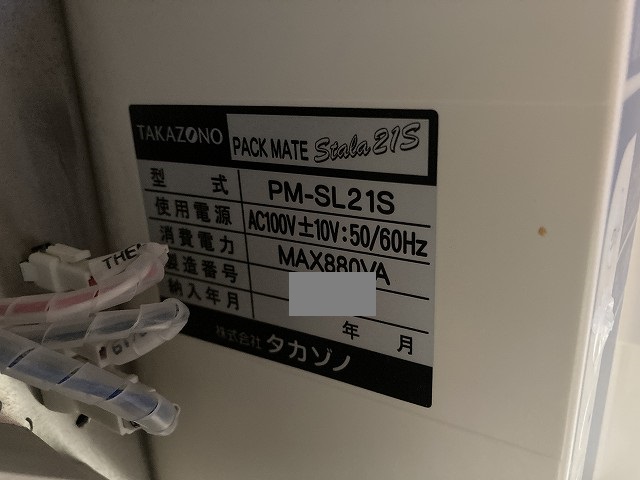 TAKAZONO PACK MATE Stala 21S
型 式 PM-SL21S
使用電源 AC100V±10V:50/60Hz
消費電力 MAX880VA
製造番号
納入年月 年 月
株式会社 タカゾノ